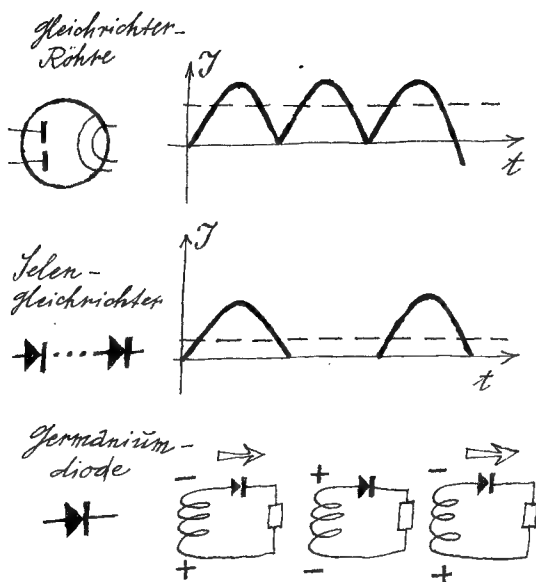 Gleichrichter-
Röhre
J
t
Selen-
gleichrichter
J
t
Germanium-
diode
- + -
+ - +